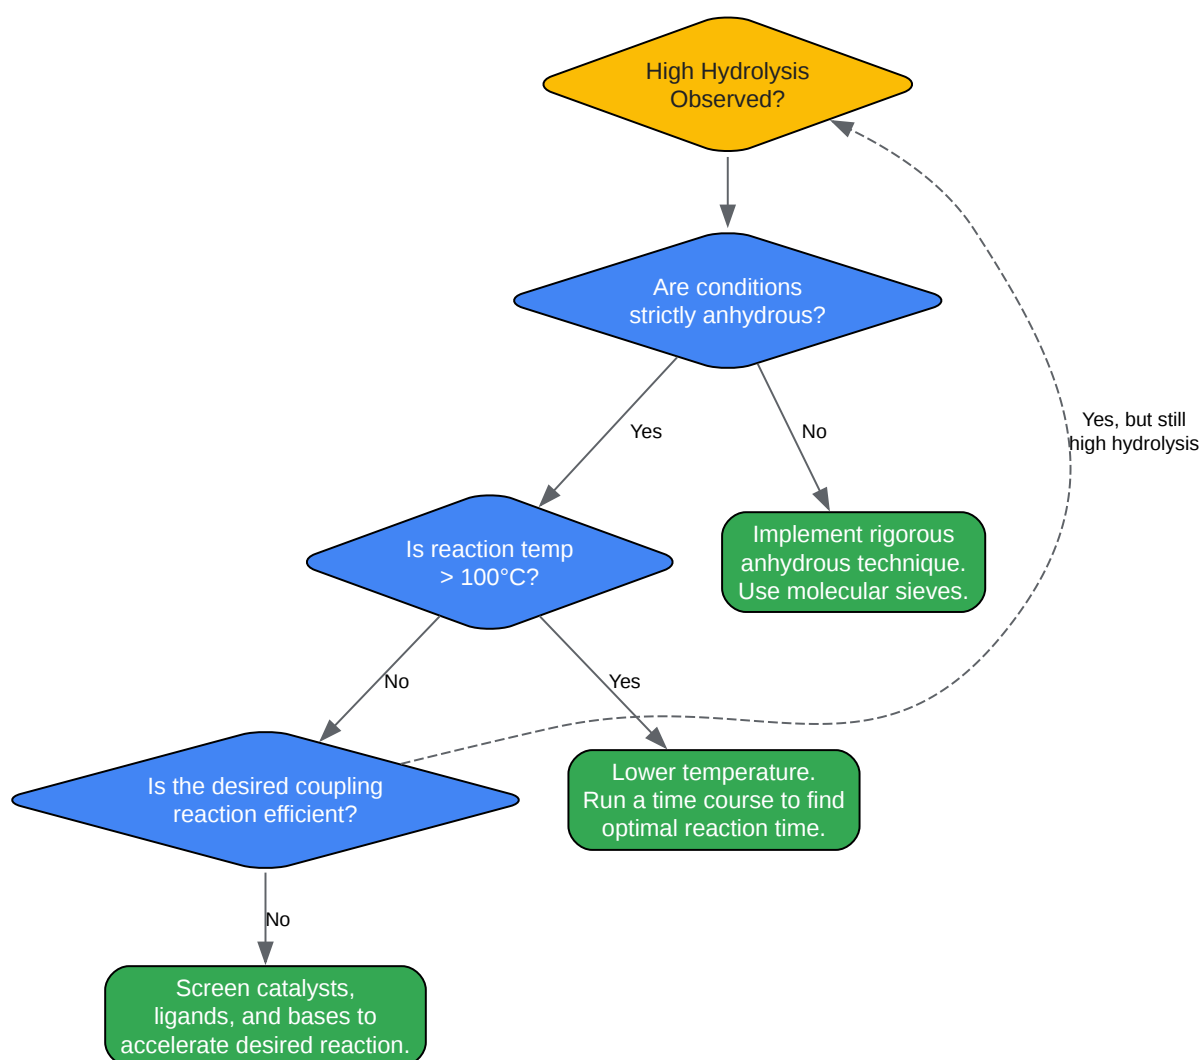 High Hydrolysis
Observed?
Are conditions
strictly anhydrous?
Yes, but still
high hydrolysis
Yes
No
Is reaction temp
> 100°C?
Implement rigorous
anhydrous technique.
Use molecular sieves.
No
Yes
Is the desired coupling
reaction efficient?
Lower temperature.
Run a time course to find
optimal reaction time.
No
Screen catalysts,
ligands, and bases to
accelerate desired reaction.